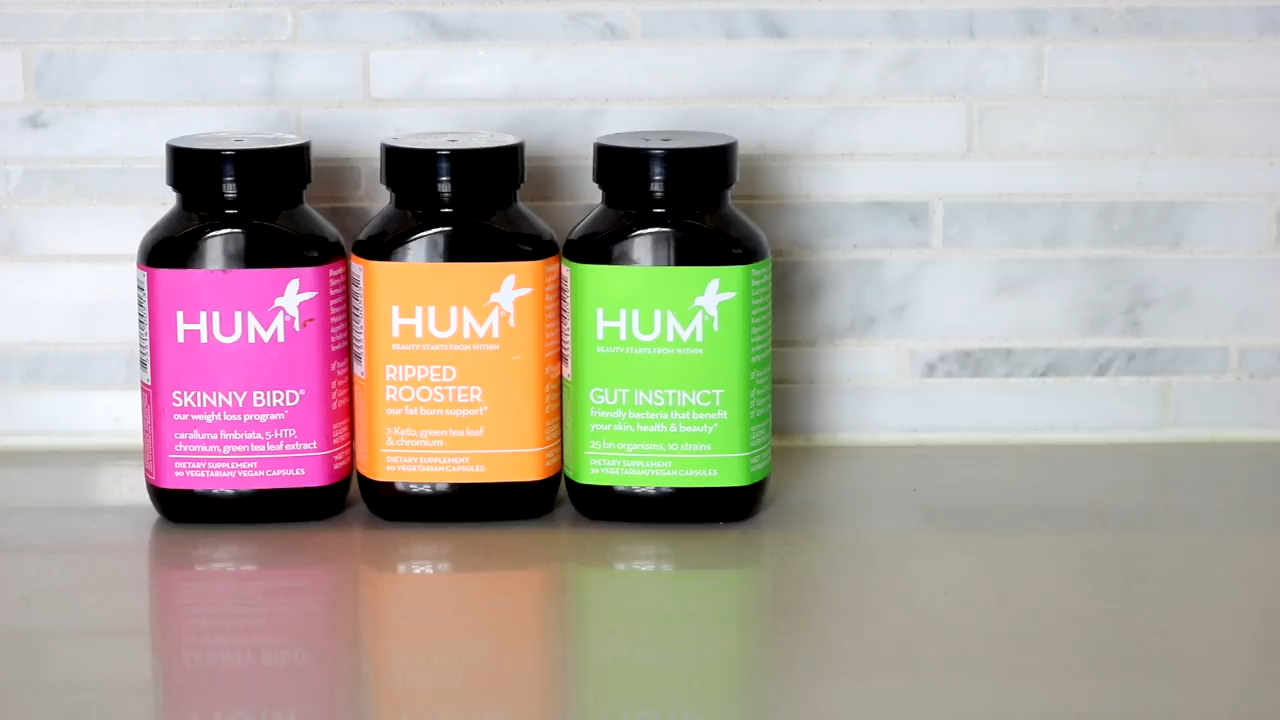 HUM
SKINNY BIRD®
our weight loss program*
caralluma fimbriata, 5-HTP,
chromium, green tea leaf extract
DIETARY SUPPLEMENT
90 VEGETARIAN/ VEGAN CAPSULES
HUM
BEAUTY STARTS FROM WITHIN
RIPPED
ROOSTER
our fat burn support*
7-Keto, green tea leaf
& chromium
DIETARY SUPPLEMENT
60 VEGETARIAN CAPSULES
HUM
BEAUTY STARTS FROM WITHIN
GUT INSTINCT
friendly bacteria that benefit
your skin, health & beauty*
25 bn organisms, 10 strains
DIETARY SUPPLEMENT
30 VEGETARIAN/VEGAN CAPSULES